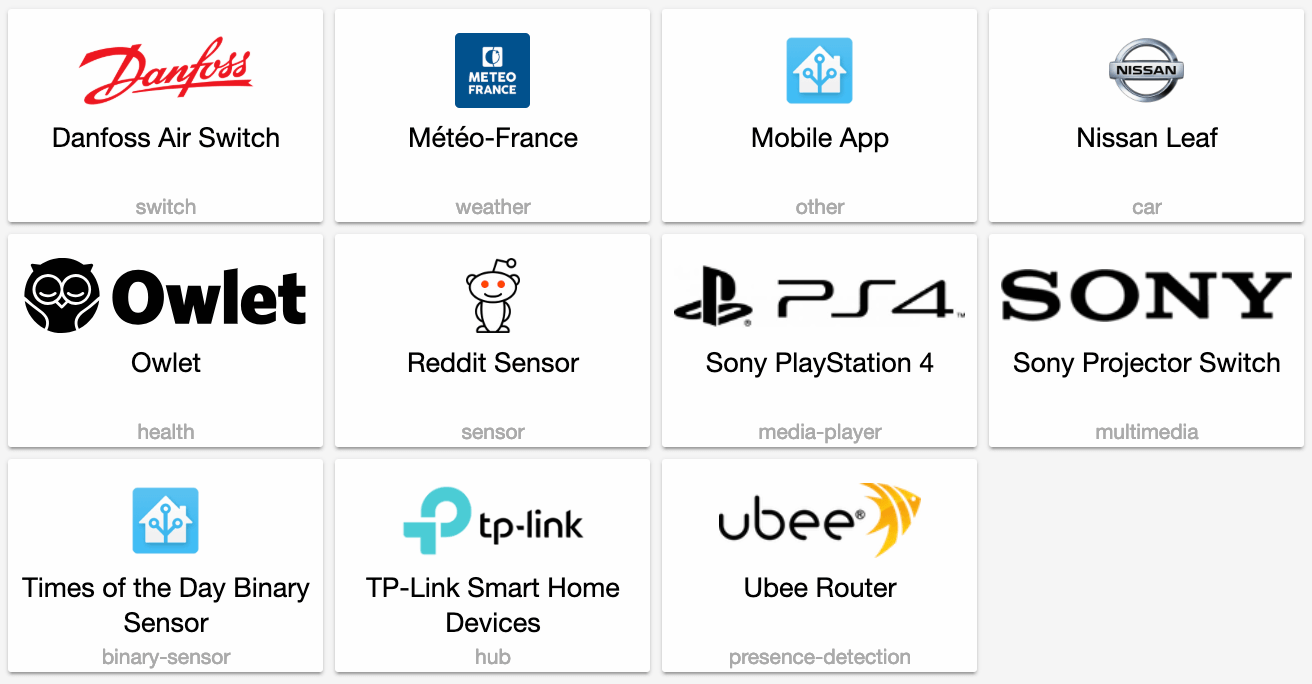 Danfoss
Danfoss Air Switch
switch
METEO
FRANCE
Météo-France
weather
Mobile App
other
NISSAN
Nissan Leaf
car
Owlet
Owlet
health
Reddit Sensor
sensor
PS4™
Sony PlayStation 4
media-player
SONY
Sony Projector Switch
multimedia
Times of the Day Binary
Sensor
binary-sensor
tp-link
TP-Link Smart Home
Devices
hub
ubee®
Ubee Router
presence-detection